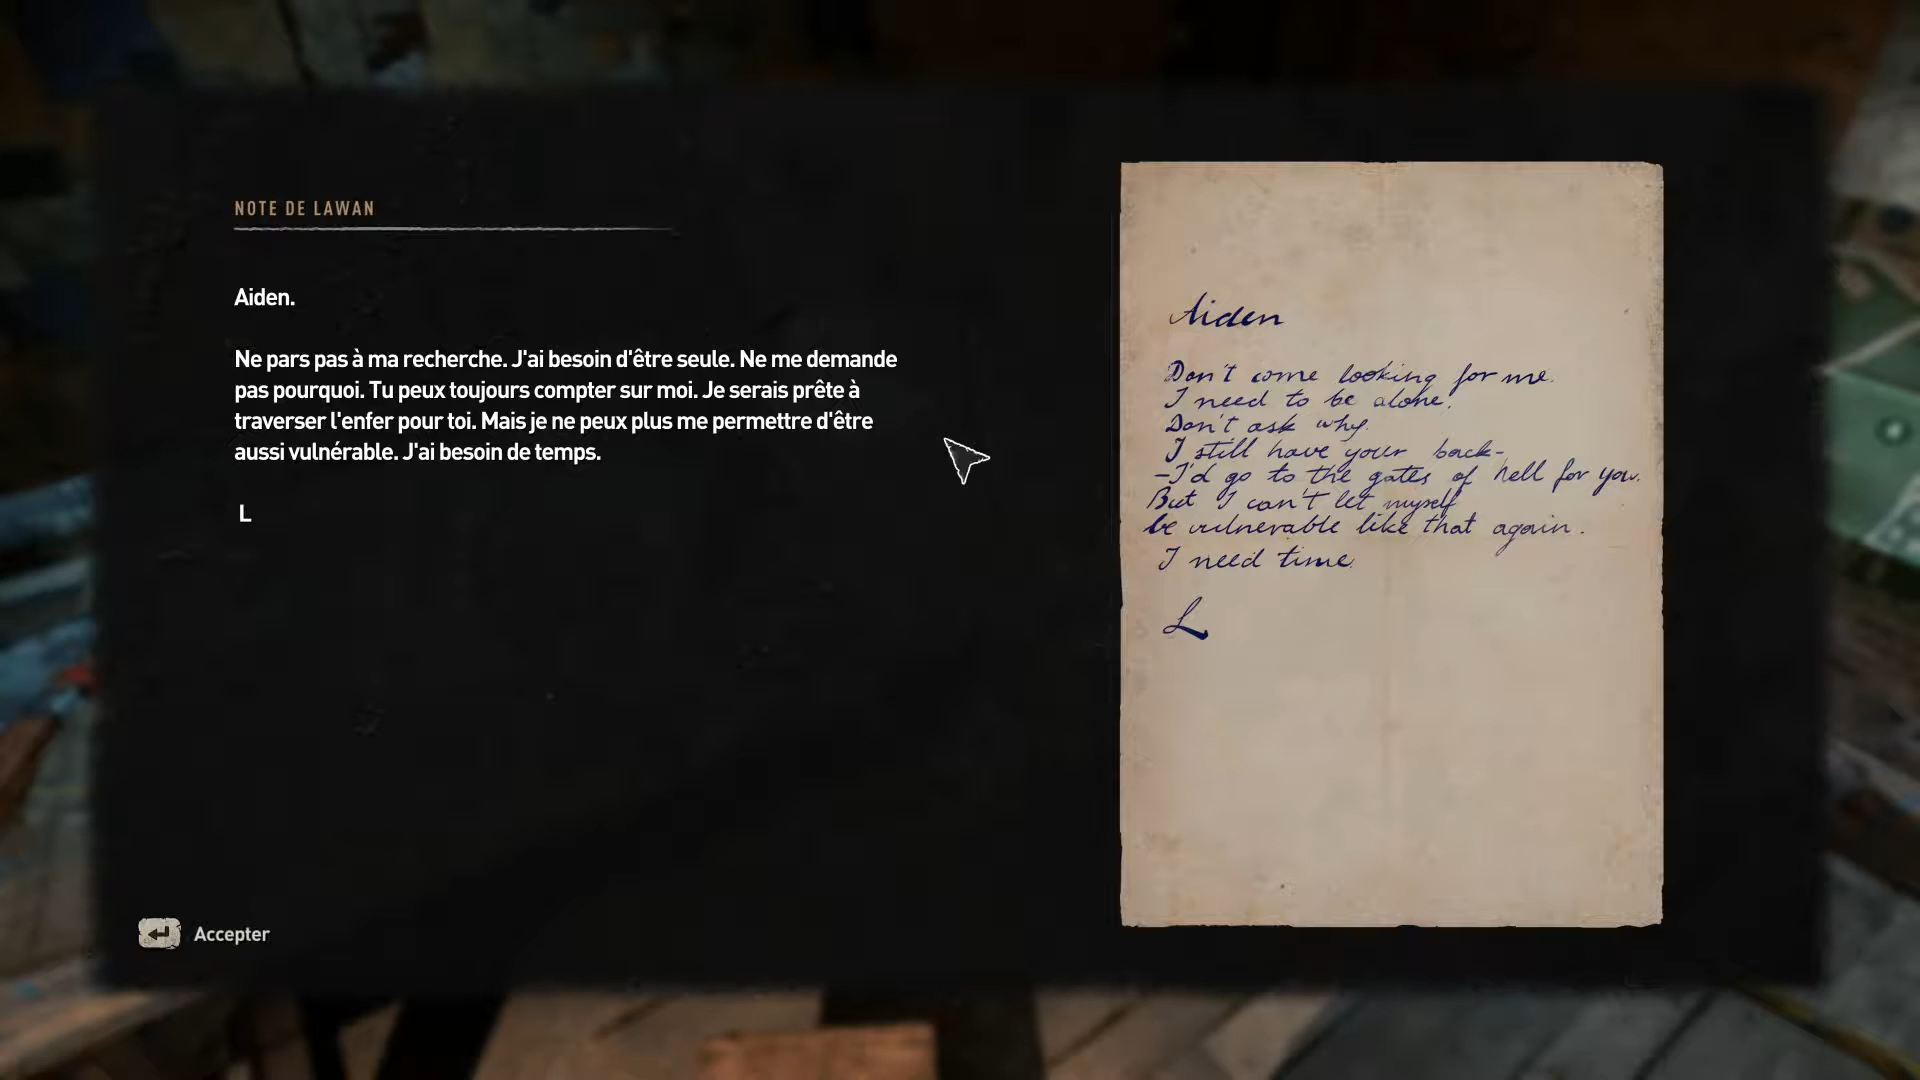 NOTE DE LAWAN
Aiden.
Ne pars pas à ma recherche. J'ai besoin d'être seule. Ne me demande
pas pourquoi. Tu peux toujours compter sur moi. Je serais prête à
traverser l'enfer pour toi. Mais je ne peux plus me permettre d'être
aussi vulnérable. J'ai besoin de temps.
L
Accepter
Aiden
Don't come looking for me.
I need to be alone.
Don't ask why.
I still have your back-
-I'd go to the gates of hell for you.
But I can't let myself
be vulnerable like that again.
I need time.
L